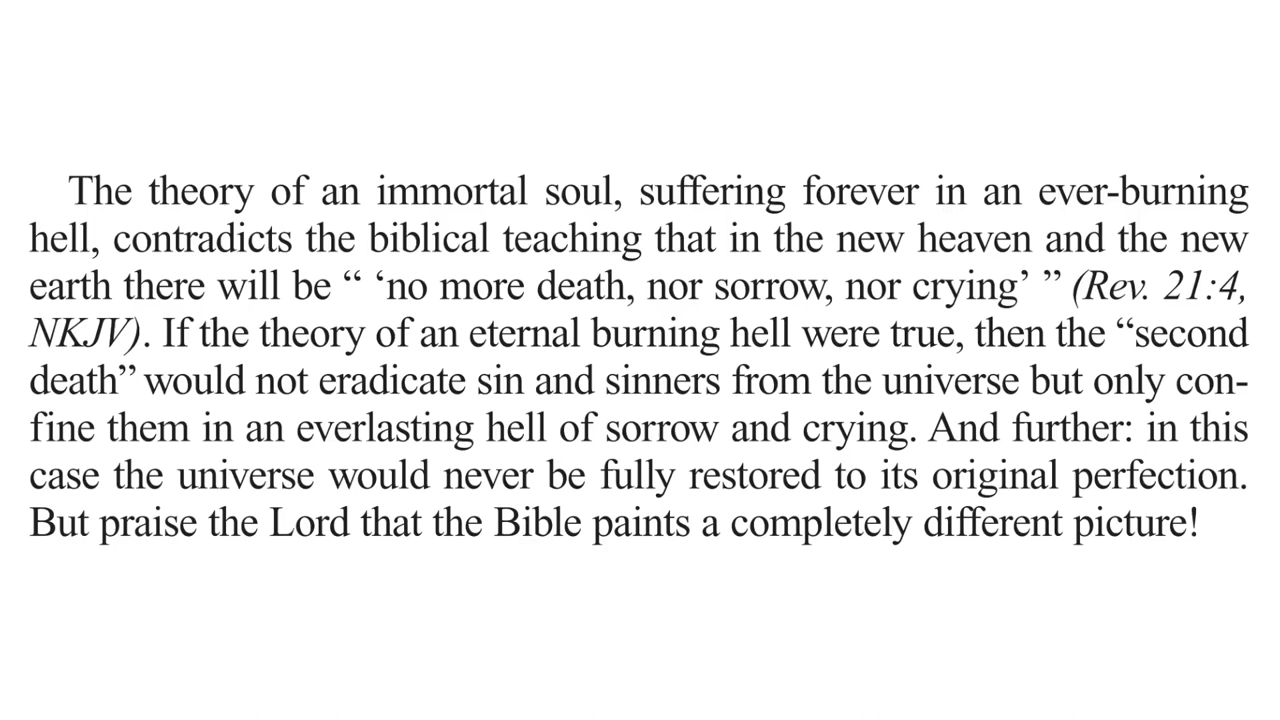 The theory of an immortal soul, suffering forever in an ever-burning
hell, contradicts the biblical teaching that in the new heaven and the new
earth there will be “ ‘no more death, nor sorrow, nor crying’ ” (Rev. 21:4,
NKJV). If the theory of an eternal burning hell were true, then the “second
death” would not eradicate sin and sinners from the universe but only con-
fine them in an everlasting hell of sorrow and crying. And further: in this
case the universe would never be fully restored to its original perfection.
But praise the Lord that the Bible paints a completely different picture!